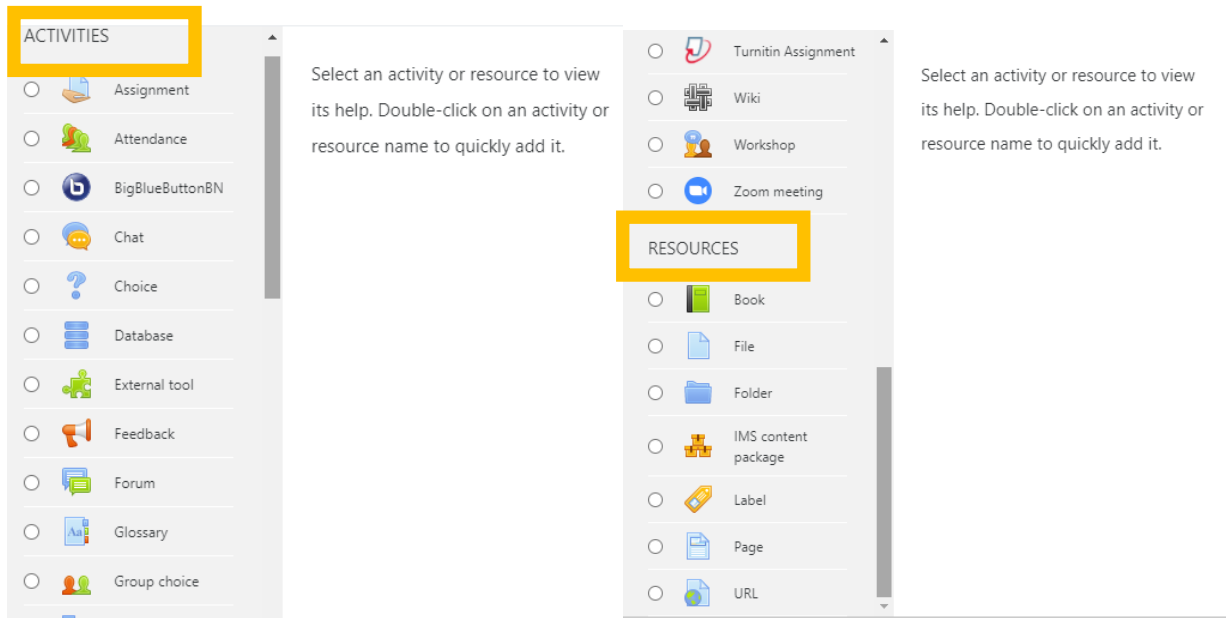 ACTIVITIES
Assignment
Attendance
BigBlueButtonBN
Chat
Choice
Database
External tool
Feedback
Forum
Glossary
Group choice
Select an activity or resource to view
its help. Double-click on an activity or
resource name to quickly add it.
Turnitin Assignment
Wiki
Workshop
Zoom meeting
RESOURCES
Book
File
Folder
IMS content
package
Label
Page
URL
Select an activity or resource to view
its help. Double-click on an activity or
resource name to quickly add it.